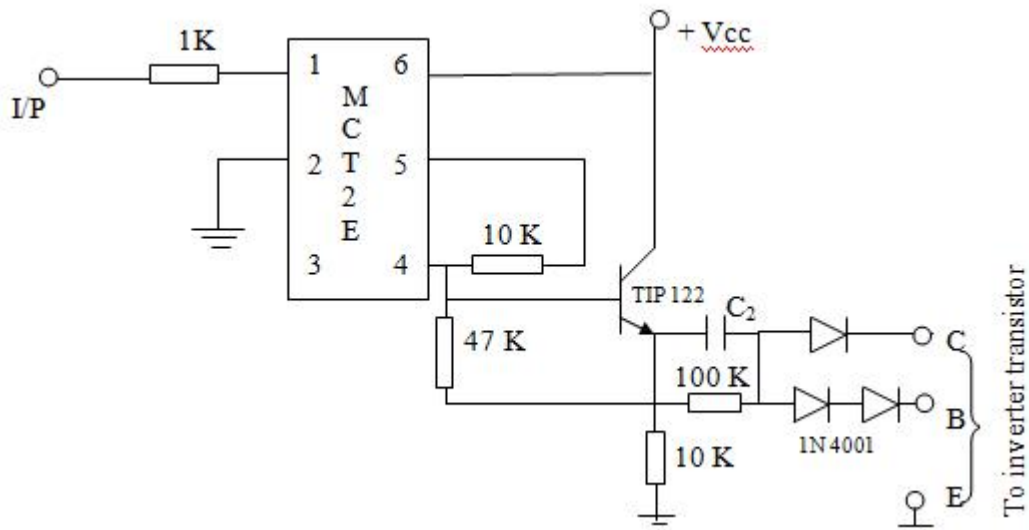 + Vcc
1K
I/P
1 6
MCT2E
2 5
3 4
10 K
TIP 122
C₂
47 K
100 K
1N 4001
10 K
C
B
E
To inverter transistor